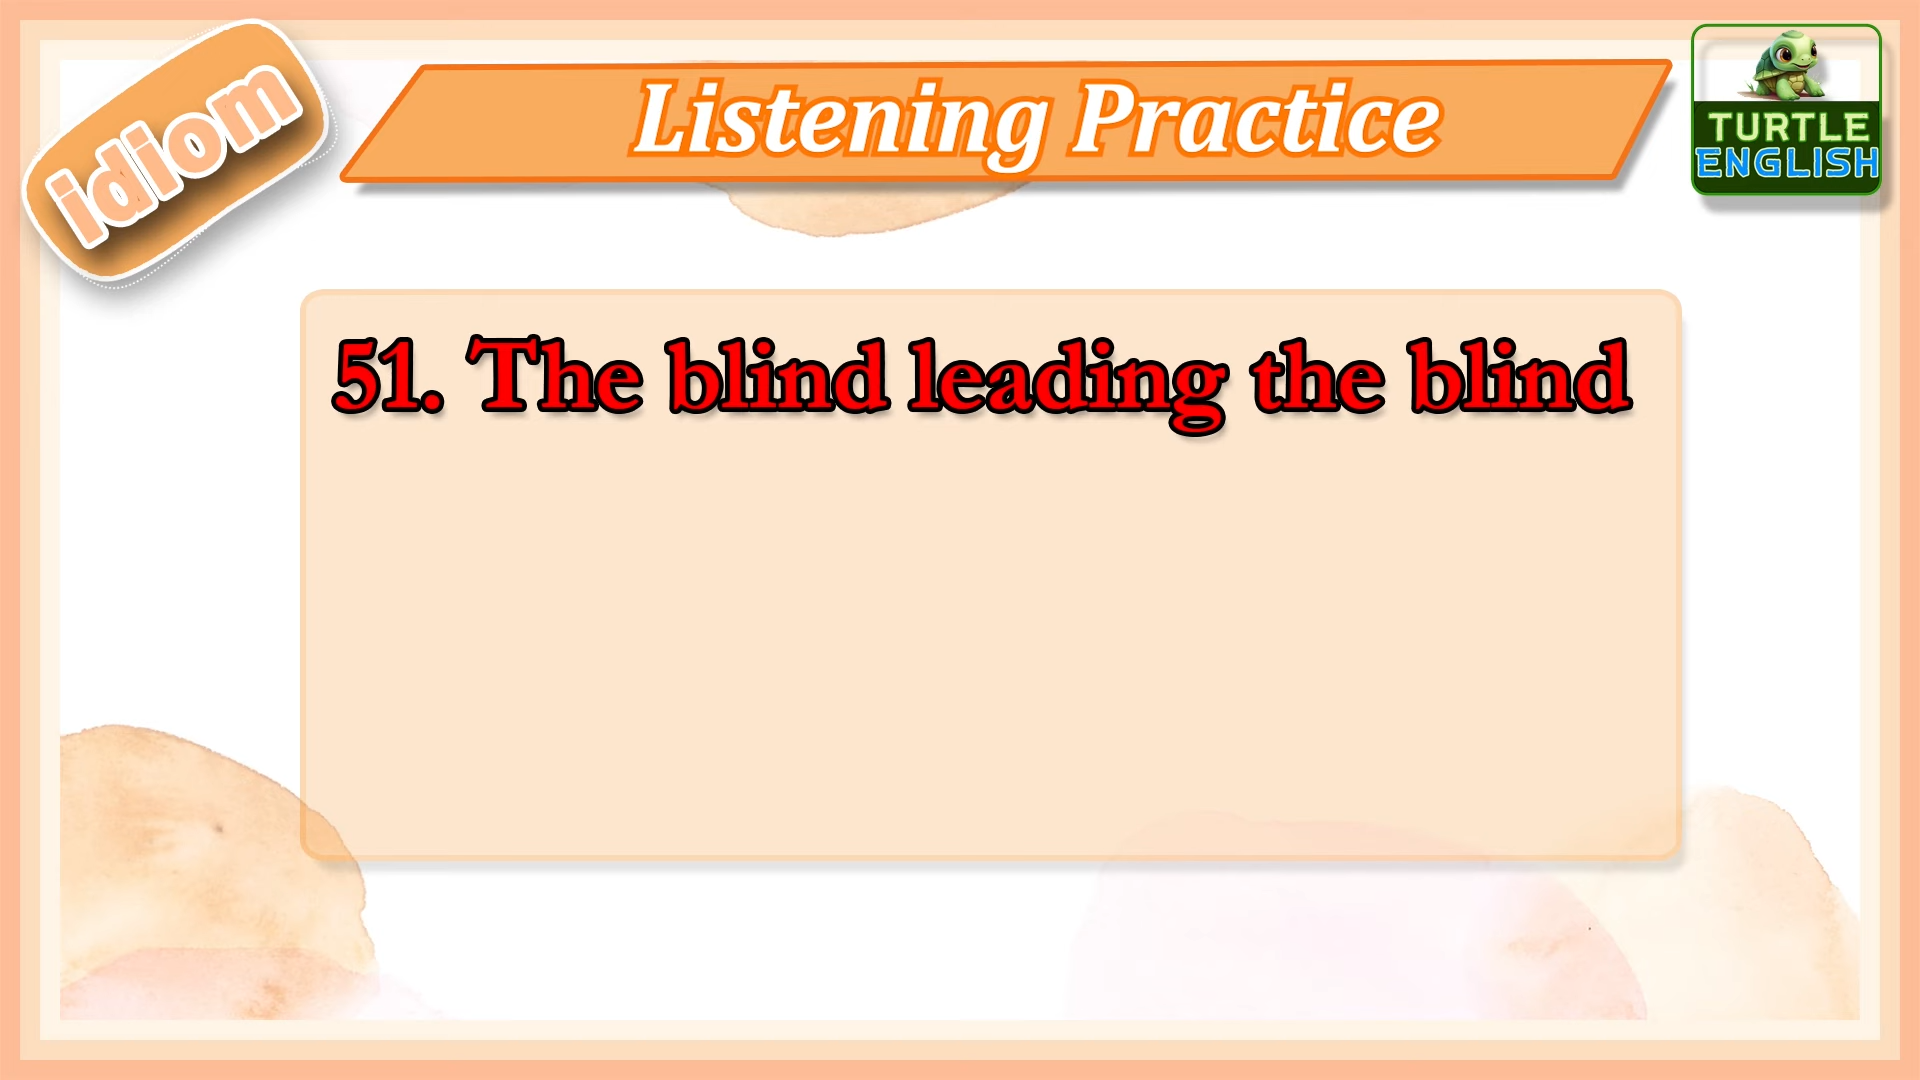 idiom
Listening Practice
TURTLE
ENGLISH
51. The blind leading the blind